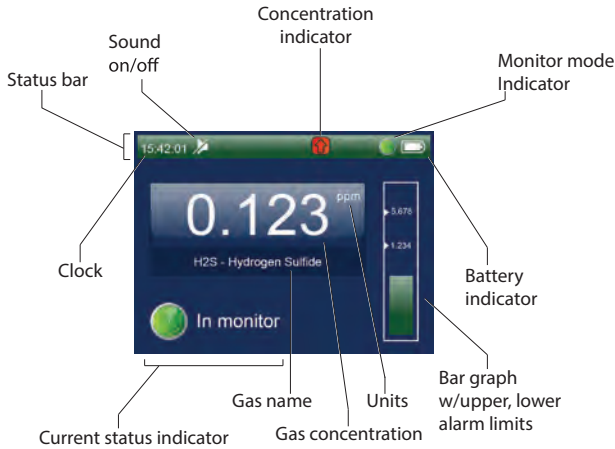 Concentration
indicator
Sound
on/off
Monitor mode
Indicator
Status bar
15:42:01
0.123
ppm
5.678
1.234
H2S - Hydrogen Sulfide
In monitor
Clock
Battery
indicator
Bar graph
w/upper, lower
alarm limits
Gas name
Units
Current status indicator
Gas concentration